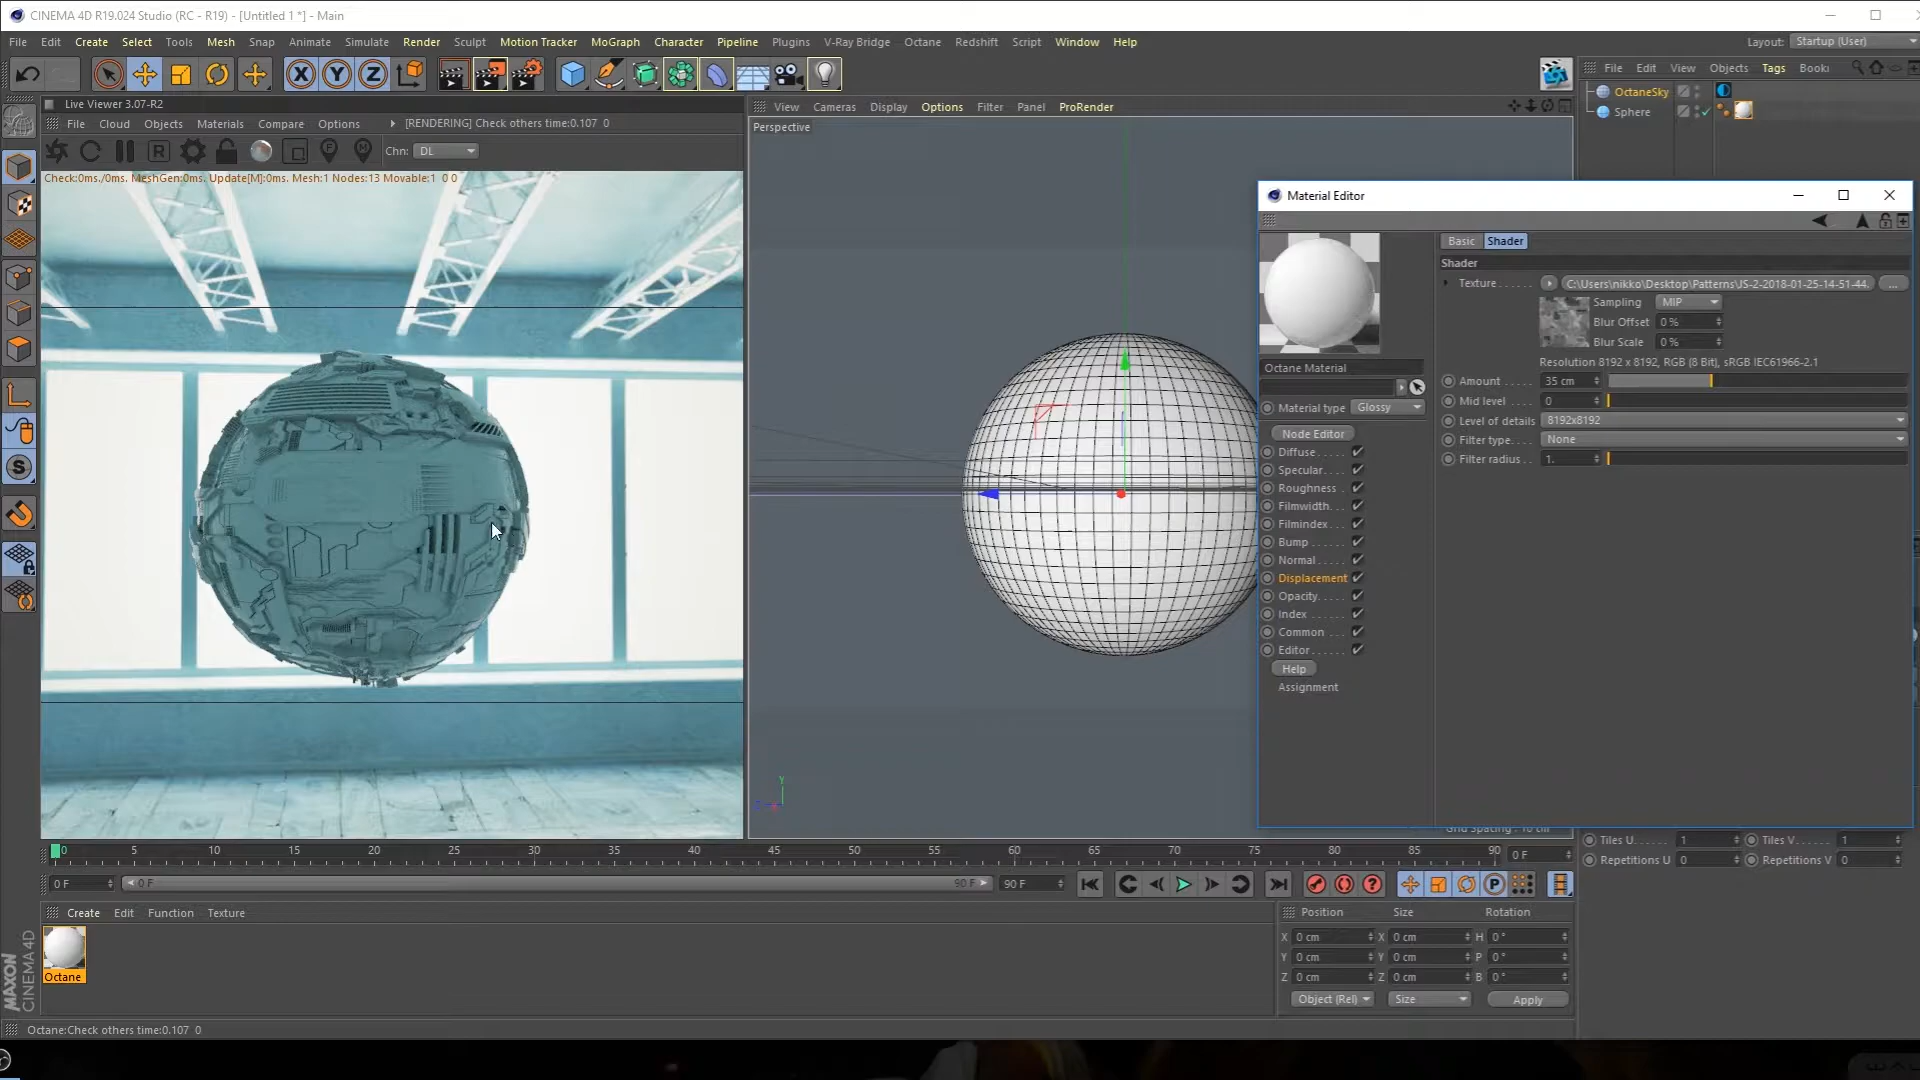 CINEMA 4D R19.024 Studio (RC - R19) - [Untitled 1 *] - Main
File Edit Create Select Tools Mesh Snap Animate Simulate Render Sculpt Motion Tracker MoGraph Character Pipeline Plugins V-Ray Bridge Octane Redshift Script Window Help
Layout: Startup (User)
X Y Z
File Edit View Objects Tags
OctaneSky
Sphere
Live Viewer 3.07-R2
File Cloud Objects Materials Compare Options [RENDERING] Check others time:0.107 0
R Chn: DL
Check:0ms./0ms. MeshGen:0ms. Update[M]:0ms. Mesh:1 Nodes:13 Movable:1 0 0
View Cameras Display Options Filter Panel ProRender
Perspective
Y
Material Editor
Basic Shader
Shader
Texture C:\Users\nikko\Desktop\Patterns\JS-2-2018-01-25-14-51-44. ...
Sampling MIP
Blur Offset 0 %
Blur Scale 0 %
Resolution 8192 x 8192, RGB (8 Bit), sRGB IEC61966-2.1
Amount 35 cm
Mid level 0
Level of details 8192x8192
Filter type. None
Filter radius 1.
Octane Material
Material type Glossy
Node Editor
Diffuse
Specular
Roughness
Filmwidth
Filmindex
Bump
Normal
Displacement
Opacity
Index
Common
Editor
Help
Assignment
Tiles U 1 Tiles V 1
Repetitions U 0 Repetitions V 0
0 5 10 15 20 25 30 35 40 45 50 55 60 65 70 75 80 85 90 0 F
0 F 0 F 90 F 90 F
P
Create Edit Function Texture
Octane
MAXON CINEMA 4D
Position Size Rotation
X 0 cm X 0 cm H 0 °
Y 0 cm Y 0 cm P 0 °
Z 0 cm Z 0 cm B 0 °
Object (Rel) Size Apply
Octane:Check others time:0.107 0